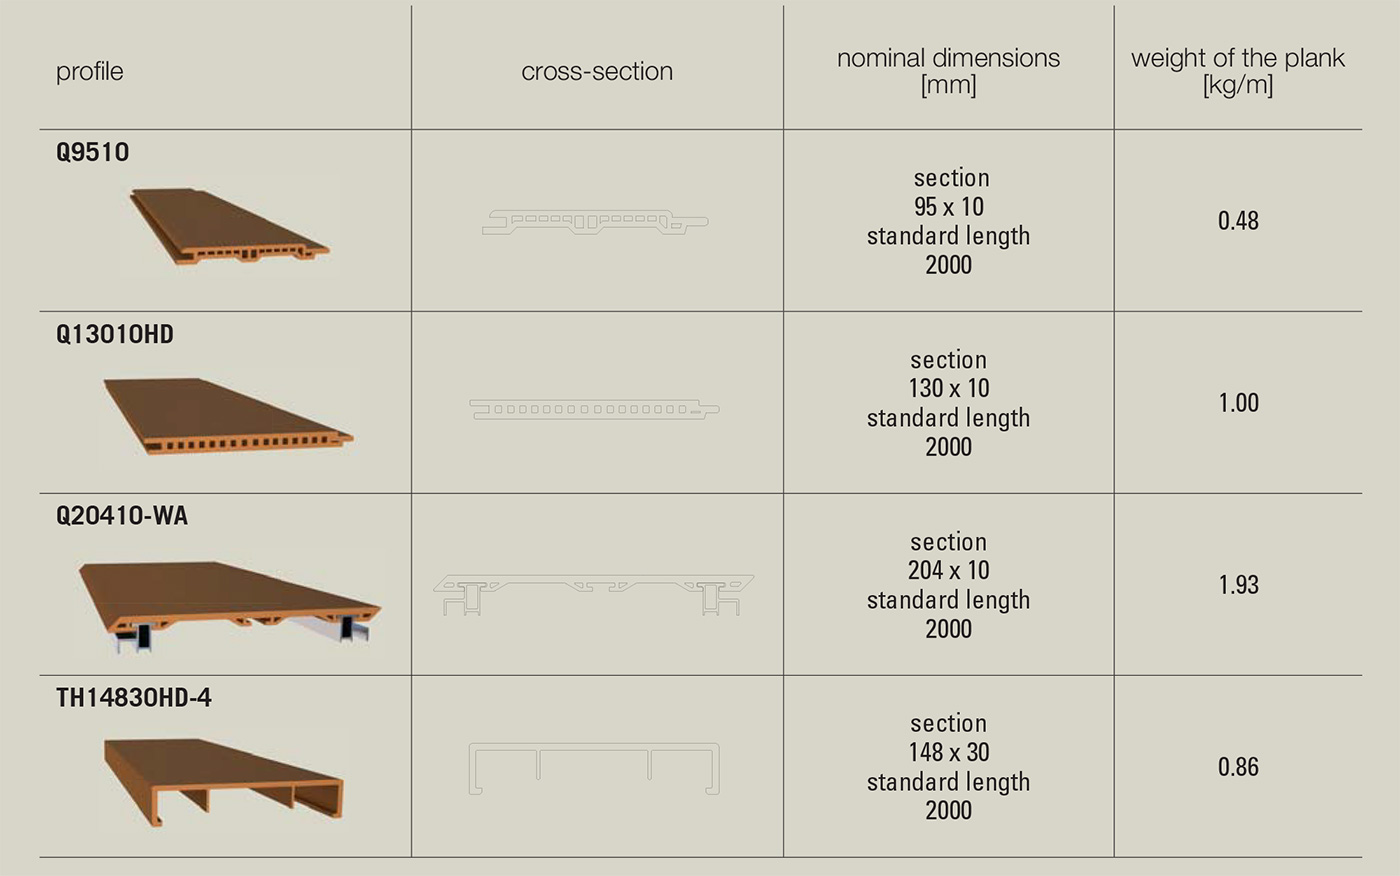 profile
cross-section
nominal dimensions
[mm]
weight of the plank
[kg/m]
Q9510
section
95 x 10
standard length
2000
0.48
Q13010HD
section
130 x 10
standard length
2000
1.00
Q20410-WA
section
204 x 10
standard length
2000
1.93
TH14830HD-4
section
148 x 30
standard length
2000
0.86